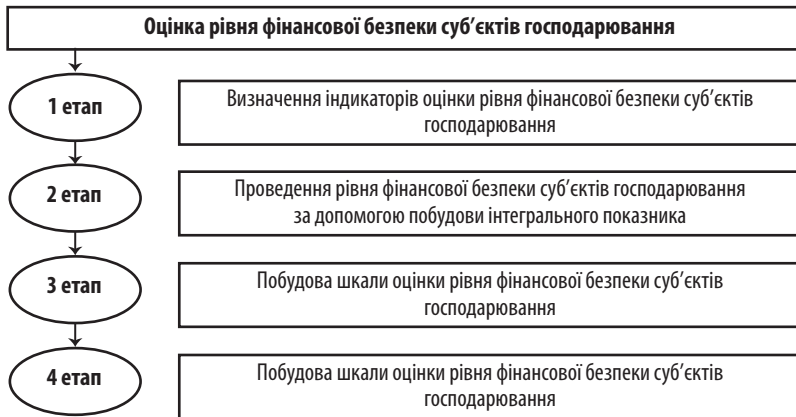 Оцінка рівня фінансової безпеки суб’єктів господарювання
1 етап
Визначення індикаторів оцінки рівня фінансової безпеки суб’єктів
господарювання
2 етап
Проведення рівня фінансової безпеки суб’єктів господарювання
за допомогою побудови інтегрального показника
3 етап
Побудова шкали оцінки рівня фінансової безпеки суб’єктів
господарювання
4 етап
Побудова шкали оцінки рівня фінансової безпеки суб’єктів
господарювання